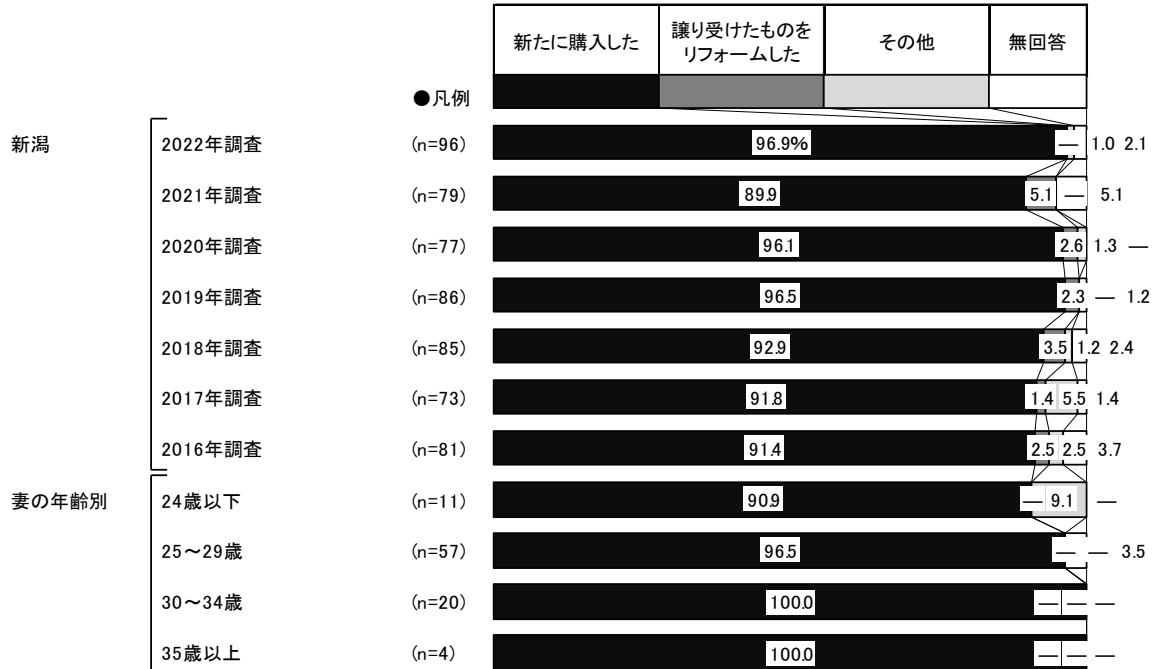 新たに購入した 譲り受けたものを その他 無回答
リフォームした
●凡例
新潟 2022年調査 (n=96) 96.9% — 1.0 2.1
2021年調査 (n=79) 89.9 5.1 — 5.1
2020年調査 (n=77) 96.1 2.6 1.3 —
2019年調査 (n=86) 96.5 2.3 — 1.2
2018年調査 (n=85) 92.9 3.5 1.2 2.4
2017年調査 (n=73) 91.8 1.4 5.5 1.4
2016年調査 (n=81) 91.4 2.5 2.5 3.7
妻の年齢別 24歳以下 (n=11) 90.9 — 9.1 —
25～29歳 (n=57) 96.5 — — 3.5
30～34歳 (n=20) 100.0 — — —
35歳以上 (n=4) 100.0 — — —